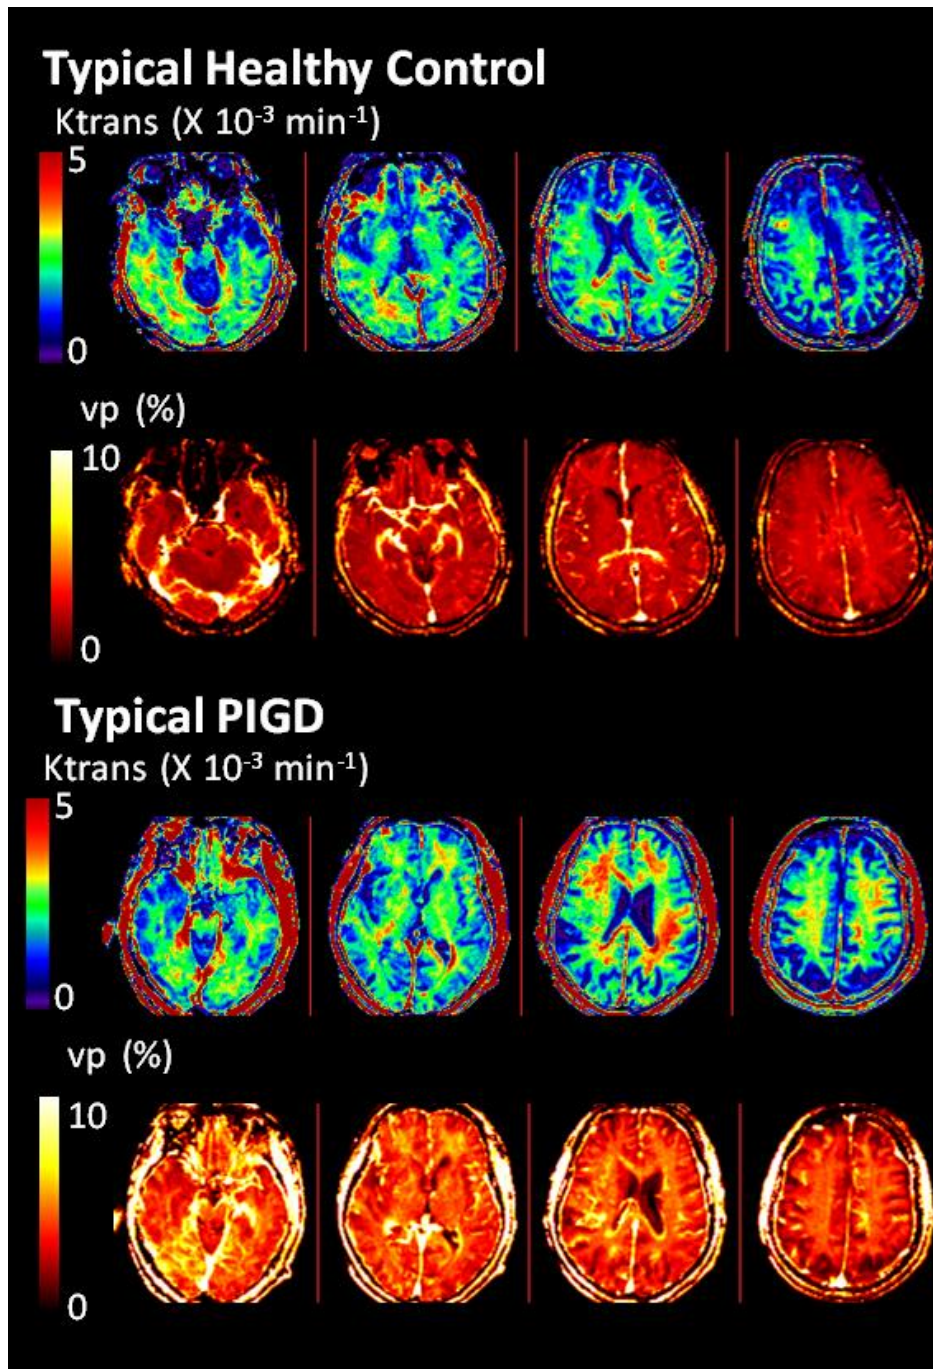 Typical Healthy Control
Ktrans (X 10⁻³ min⁻¹)
5
0
vp (%)
10
0
Typical PIGD
Ktrans (X 10⁻³ min⁻¹)
5
0
vp (%)
10
0